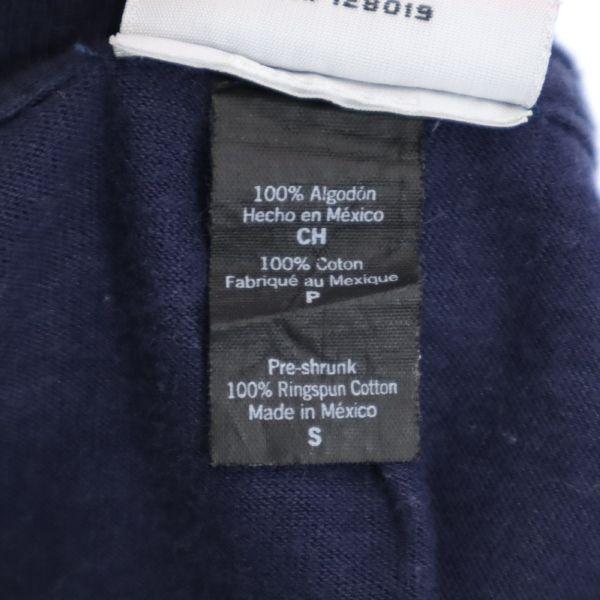 128019
100% Algodón
Hecho en México
CH
100% Coton
Fabriqué au Mexique
P
Pre-shrunk
100% Ringspun Cotton
Made in México
S